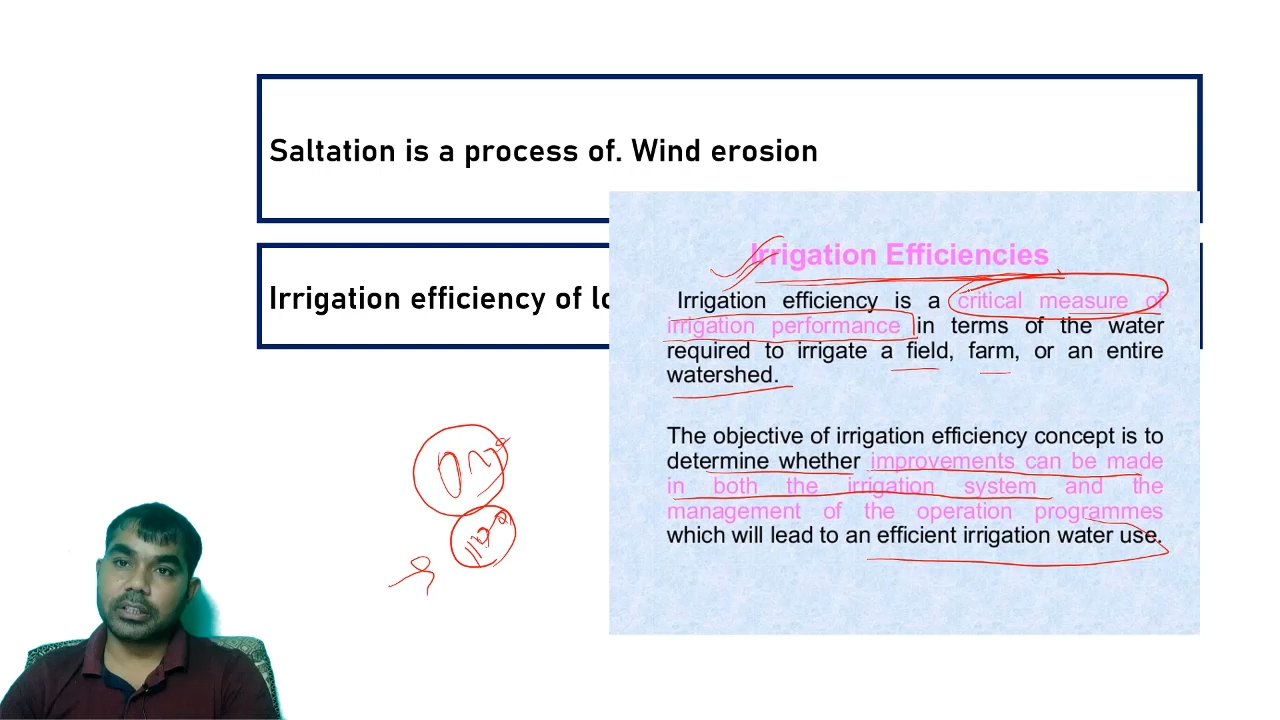 Saltation is a process of. Wind erosion
Irrigation efficiency of
Irrigation Efficiencies
Irrigation efficiency is a critical measure of
irrigation performance in terms of the water
required to irrigate a field, farm, or an entire
watershed.
The objective of irrigation efficiency concept is to
determine whether improvements can be made
in both the irrigation system and the
management of the operation programmes
which will lead to an efficient irrigation water use.